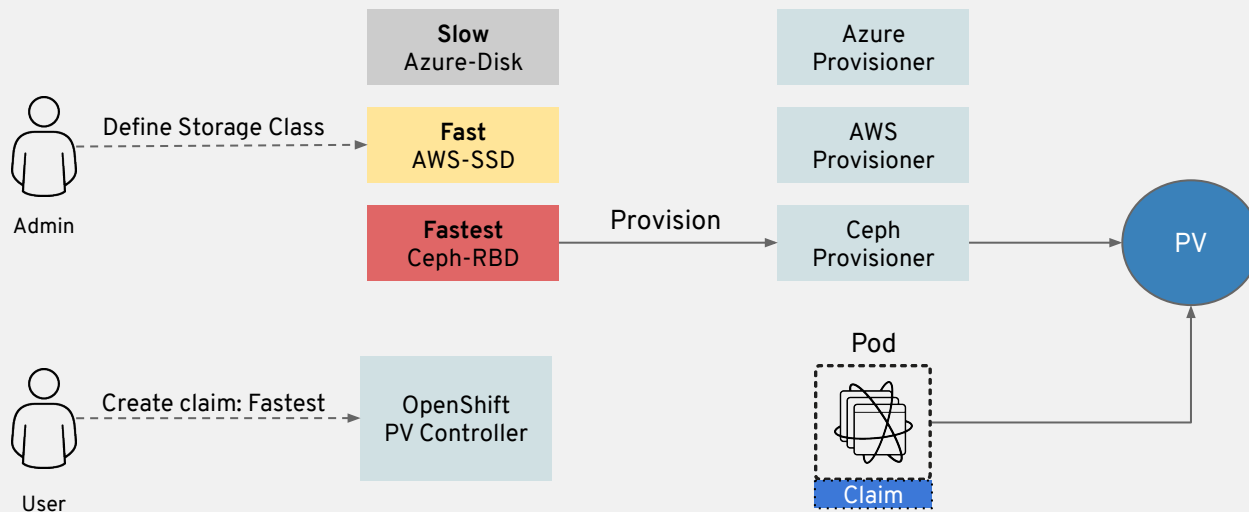 Slow
Azure-Disk
Azure
Provisioner
Define Storage Class
Fast
AWS-SSD
AWS
Provisioner
Admin
Fastest
Ceph-RBD
Provision
Ceph
Provisioner
PV
Pod
Create claim: Fastest
OpenShift
PV Controller
User
Claim